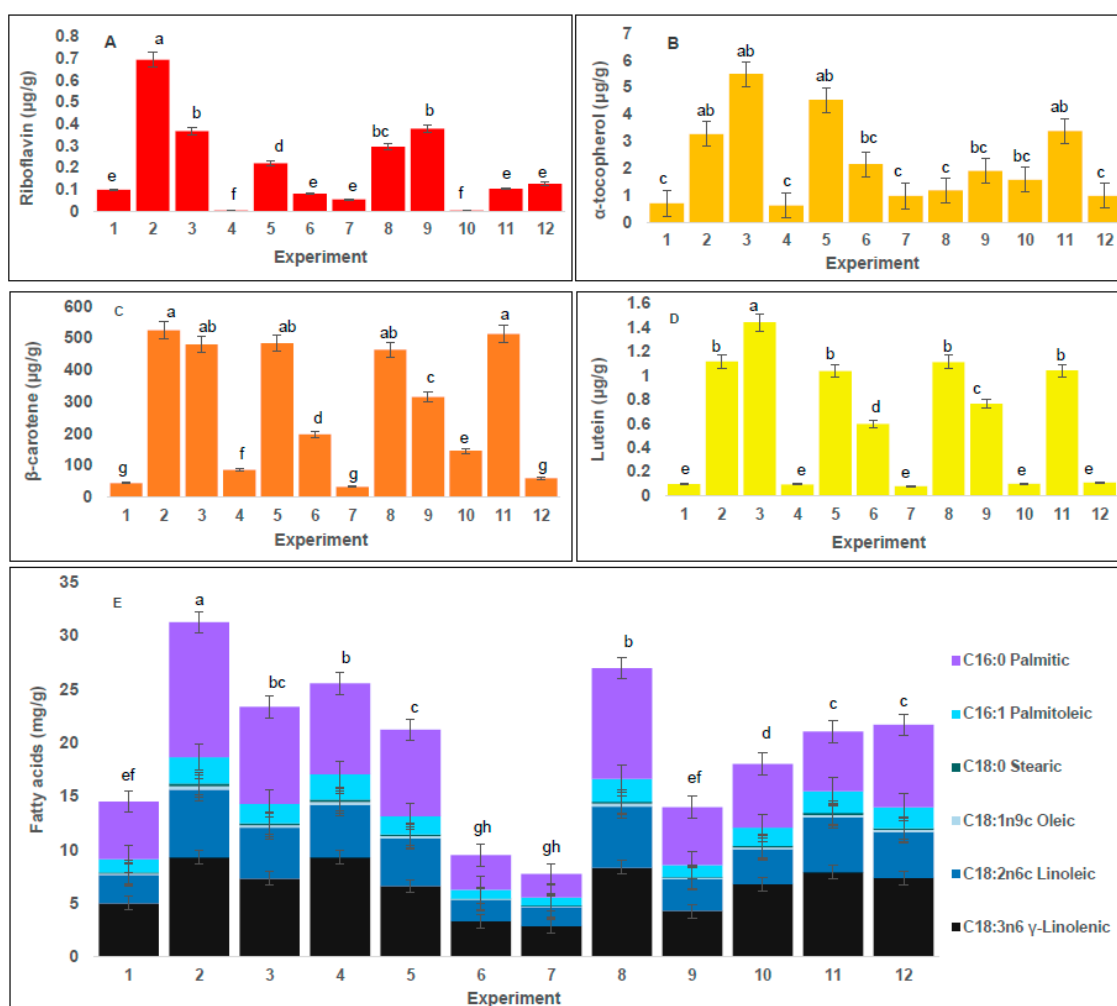 A
Riboflavin (µg/g)
0.8
0.7
0.6
0.5
0.4
0.3
0.2
0.1
0
e a b f d e e bc b f e e
1 2 3 4 5 6 7 8 9 10 11 12
Experiment
B
α-tocopherol (µg/g)
7
6
5
4
3
2
1
0
c ab ab c ab bc c c bc bc ab c
1 2 3 4 5 6 7 8 9 10 11 12
Experiment
C
β-carotene (µg/g)
600
500
400
300
200
100
0
g a ab f ab d g ab c e a g
1 2 3 4 5 6 7 8 9 10 11 12
Experiment
D
Lutein (µg/g)
1.6
1.4
1.2
1
0.8
0.6
0.4
0.2
0
e b a e b d e b c e b e
1 2 3 4 5 6 7 8 9 10 11 12
Experiment
E
Fatty acids (mg/g)
35
30
25
20
15
10
5
0
ef a bc b c gh gh b ef d c c
1 2 3 4 5 6 7 8 9 10 11 12
Experiment
C16:0 Palmitic
C16:1 Palmitoleic
C18:0 Stearic
C18:1n9c Oleic
C18:2n6c Linoleic
C18:3n6 γ-Linolenic